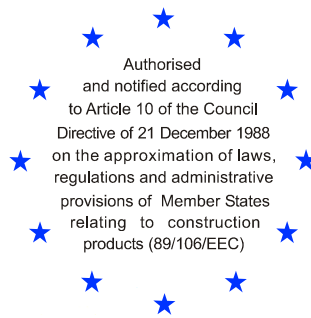 Authorised
and notified according
to Article 10 of the Council
Directive of 21 December 1988
on the approximation of laws,
regulations and administrative
provisions of Member States
relating to construction
products (89/106/EEC)